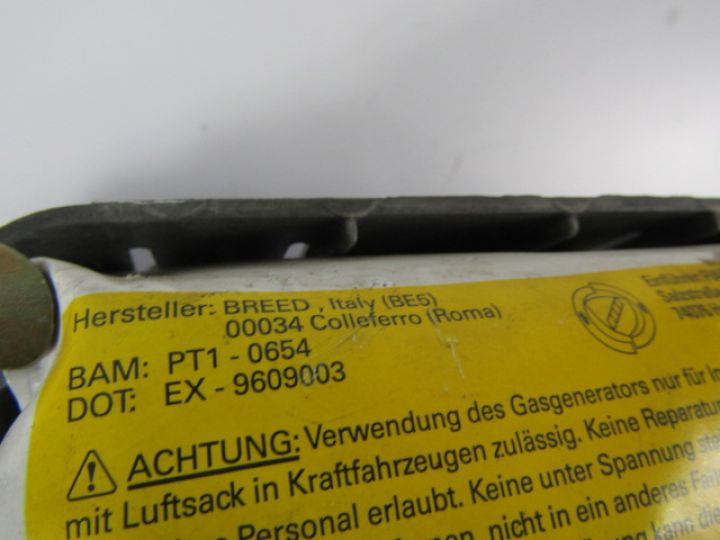 Hersteller: BREED , Italy (BE5)
00034 Colleferro (Roma)
BAM: PT1 - 0654
DOT: EX - 9609003
ACHTUNG: Verwendung des Gasgenerators nur für
mit Luftsack in Kraftfahrzeugen zulässig. Keine
Personal erlaubt. Keine unter Spannung
nicht in ein anderes
kann